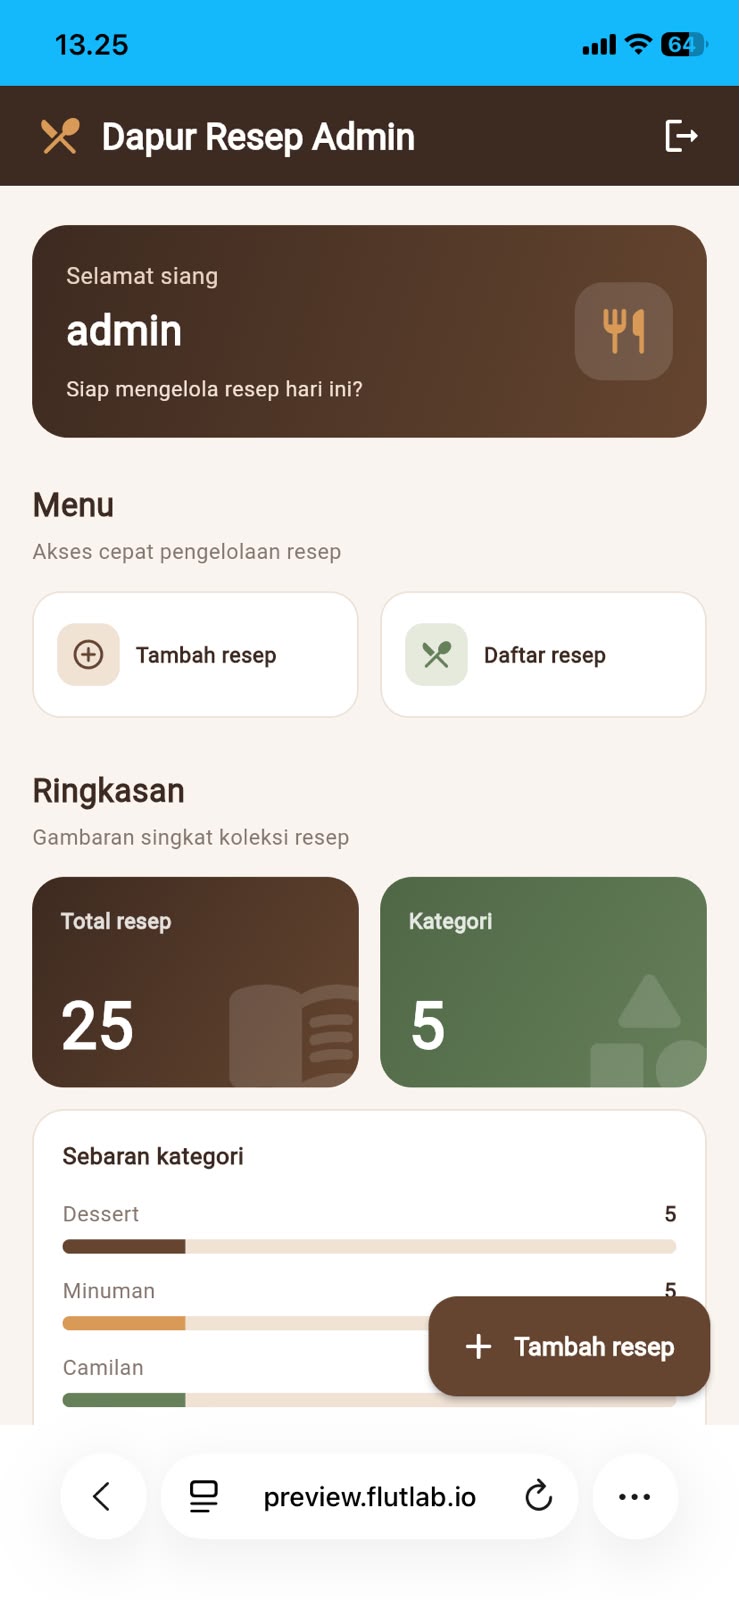 13.25
64
Dapur Resep Admin
Selamat siang
admin
Siap mengelola resep hari ini?
Menu
Akses cepat pengelolaan resep
Tambah resep
Daftar resep
Ringkasan
Gambaran singkat koleksi resep
Total resep
25
Kategori
5
Sebaran kategori
Dessert
5
Minuman
5
Camilan
Tambah resep
preview.flutlab.io